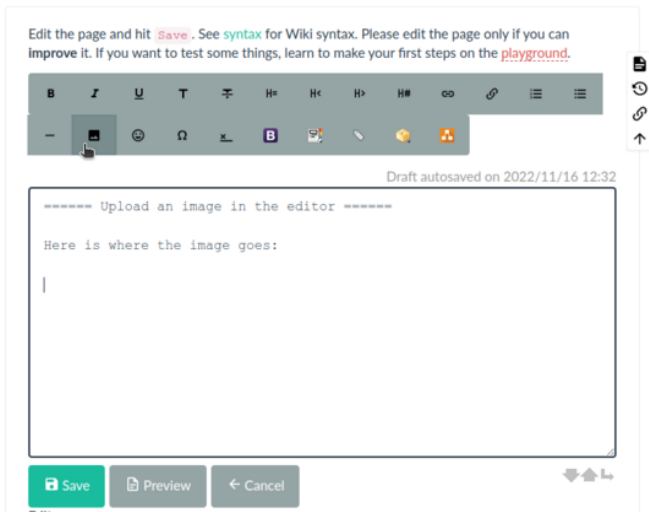 Edit the page and hit Save. See syntax for Wiki syntax. Please edit the page only if you can
improve it. If you want to test some things, learn to make your first steps on the playground.
B I U T T H= H< H> H#
Ω B
Draft autosaved on 2022/11/16 12:32
====== Upload an image in the editor ======
Here is where the image goes:
Save Preview ← Cancel